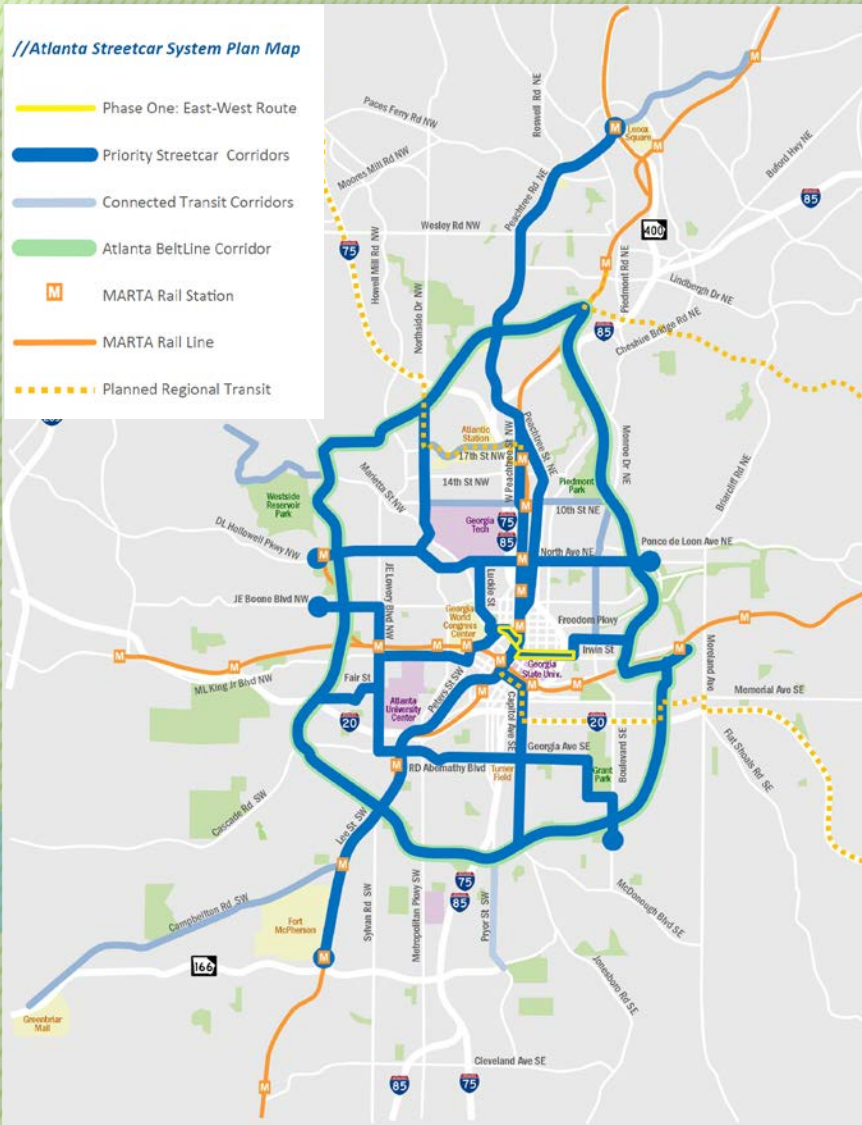 //Atlanta Streetcar System Plan Map
Phase One: East-West Route
Priority Streetcar Corridors
Connected Transit Corridors
Atlanta BeltLine Corridor
M
MARTA Rail Station
MARTA Rail Line
Planned Regional Transit
Paces Ferry Rd NW
Roswell Rd NE
Lenox
Square
Moores Mill Rd NW
Buford Hwy NE
Peachtree Rd NE
85
Wesley Rd NW
400
75
Howell Mill Rd NW
Piedmont Rd NE
Lindbergh Dr NE
Northside Dr NW
85
Cheshire Bridge Rd NE
Peachtree St NE
W Peachtree St NW
Monroe Dr NE
Atlantic
Station
17th St NW
Briarcliff Rd NE
Marietta St NW
14th St NW
Piedmont
Park
Westside
Reservoir
Park
10th St NE
Georgia
Tech
75
85
DL Hollowell Pkwy NW
Ponce de Leon Ave NE
North Ave NE
JE Lowery Blvd NW
Luckie St
JE Boone Blvd NW
Georgia
World
Congress
Center
Freedom Pkwy
Irwin St
Moreland Ave
Georgia
State Univ.
Fair St
ML King Jr Blvd NW
Peters St SW
Atlanta
University
Center
Capitol Ave SE
Memorial Ave SE
20
20
Boulevard SE
Flat Shoals Rd SE
Georgia Ave SE
RD Abernathy Blvd
Turner
Field
Grant
Park
Cascade Rd SW
Lee St SW
75
85
McDonough Blvd SE
Campbellton Rd SW
Sylvan Rd SW
Metropolitan Pkwy SW
Pryor St SW
Fort
McPherson
166
Jonesboro Rd SE
Greenbriar
Mall
Cleveland Ave SE
85
75